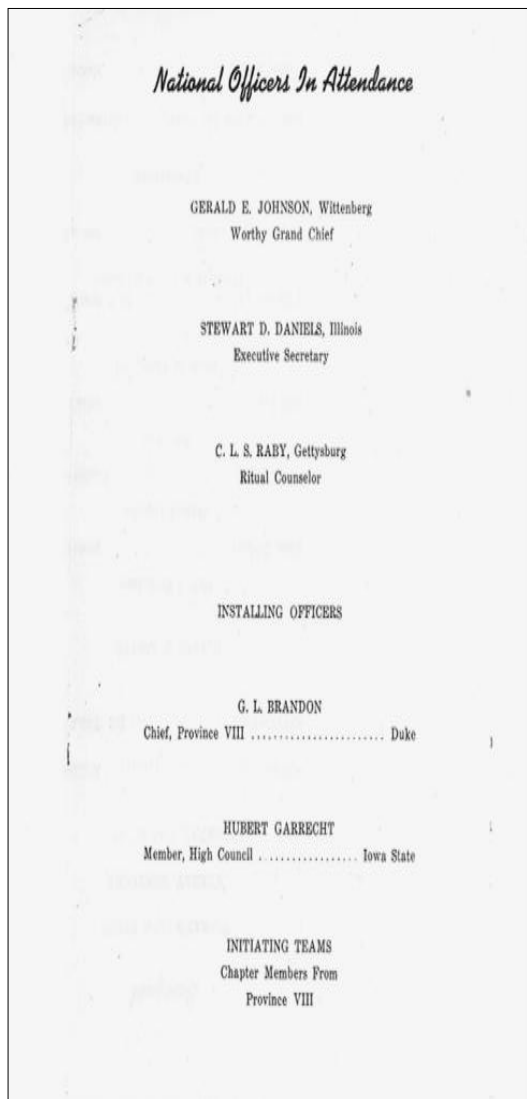 National Officers In Attendance
GERALD E. JOHNSON, Wittenberg
Worthy Grand Chief
STEWART D. DANIELS, Illinois
Executive Secretary
C. L. S. RABY, Gettysburg
Ritual Counselor
INSTALLING OFFICERS
G. L. BRANDON
Chief, Province VIII ........................ Duke
HUBERT GARRECHT
Member, High Council .................. Iowa State
INITIATING TEAMS
Chapter Members From
Province VIII